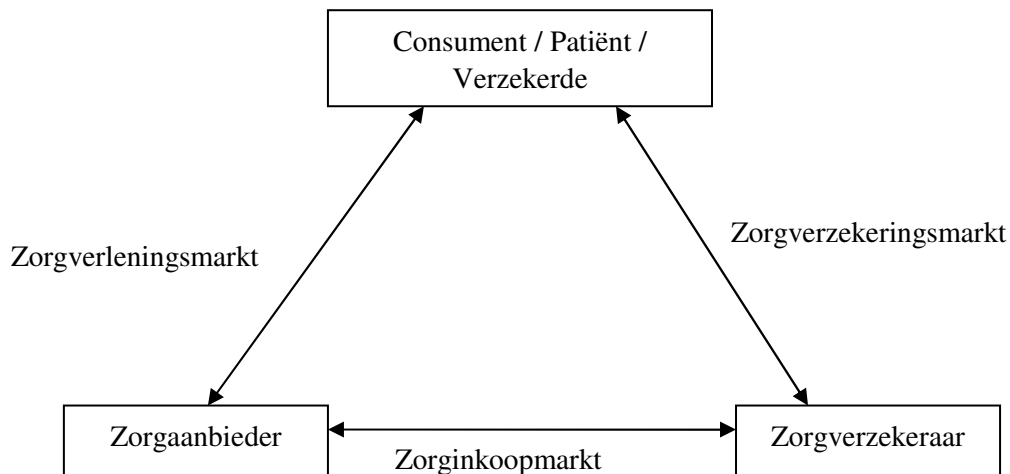 Consument / Patiënt /
Verzekerde
Zorgverleningsmarkt
Zorgverzekeringsmarkt
Zorgaanbieder
Zorginkoopmarkt
Zorgverzekeraar